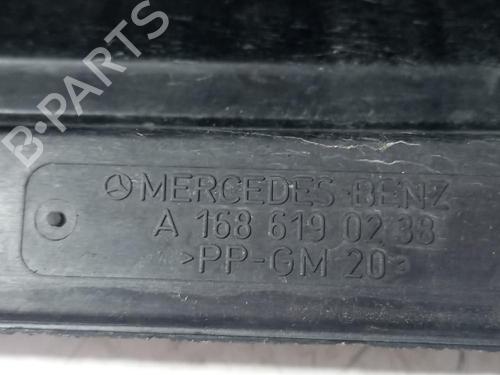 B-PARTS
MERCEDES-BENZ
A 168 619 02 38
>PP-GM 20<